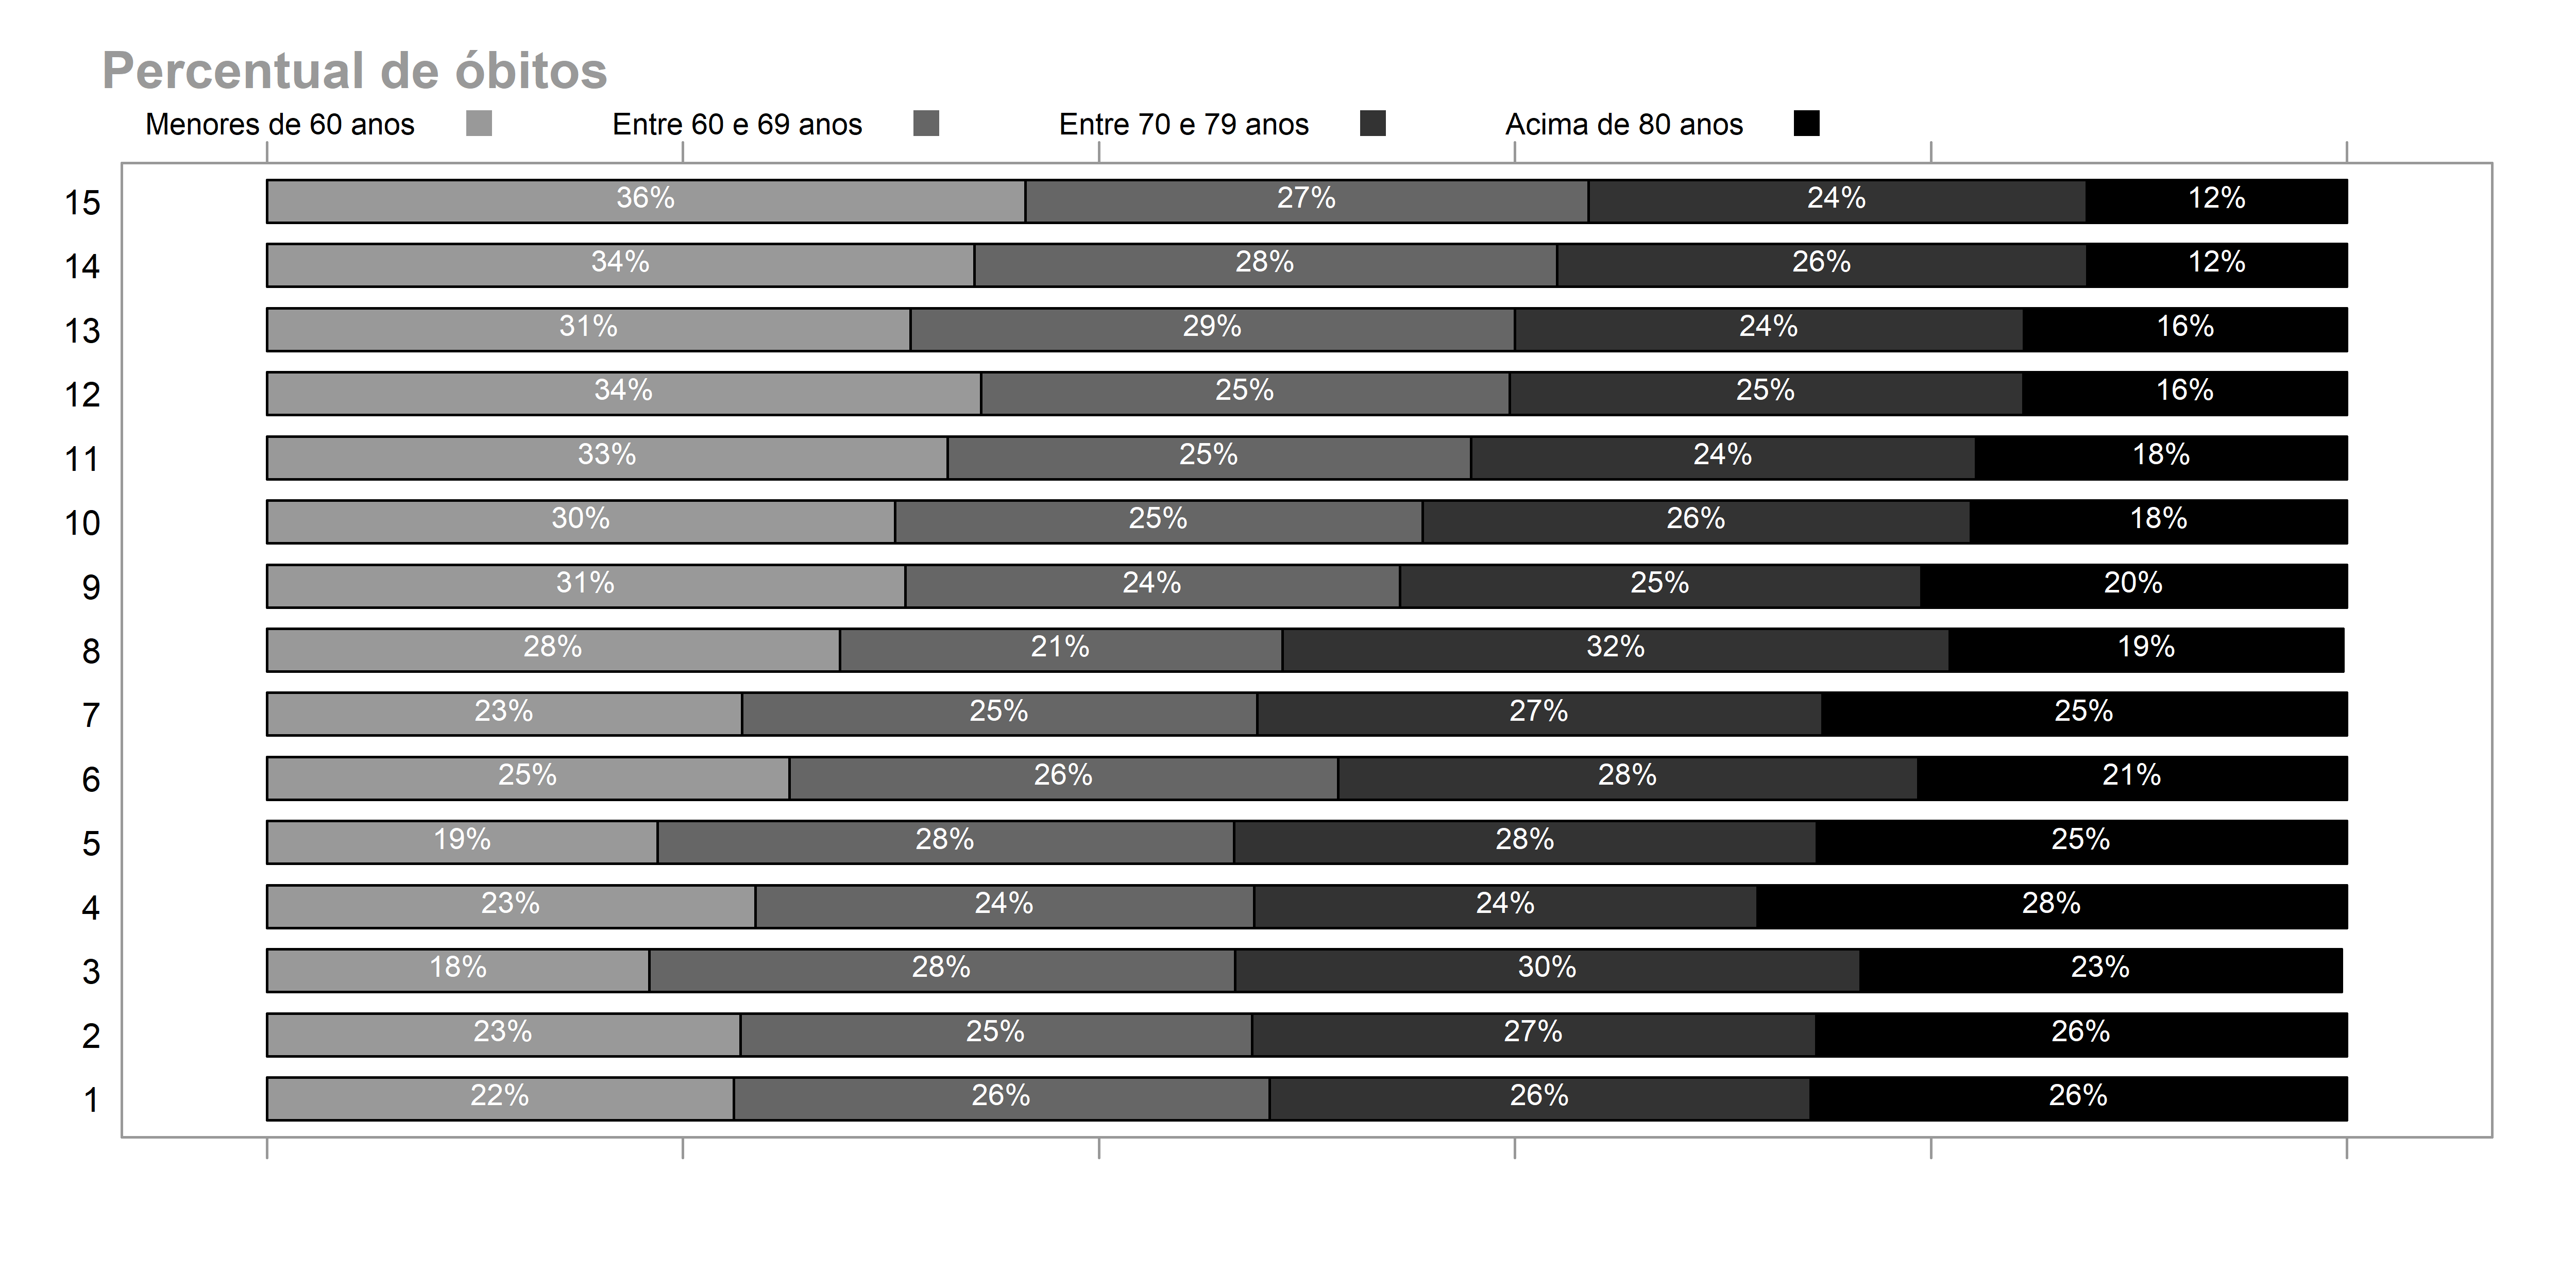 Percentual de óbitos
Menores de 60 anos Entre 60 e 69 anos Entre 70 e 79 anos Acima de 80 anos
15 36% 27% 24% 12%
14 34% 28% 26% 12%
13 31% 29% 24% 16%
12 34% 25% 25% 16%
11 33% 25% 24% 18%
10 30% 25% 26% 18%
9 31% 24% 25% 20%
8 28% 21% 32% 19%
7 23% 25% 27% 25%
6 25% 26% 28% 21%
5 19% 28% 28% 25%
4 23% 24% 24% 28%
3 18% 28% 30% 23%
2 23% 25% 27% 26%
1 22% 26% 26% 26%